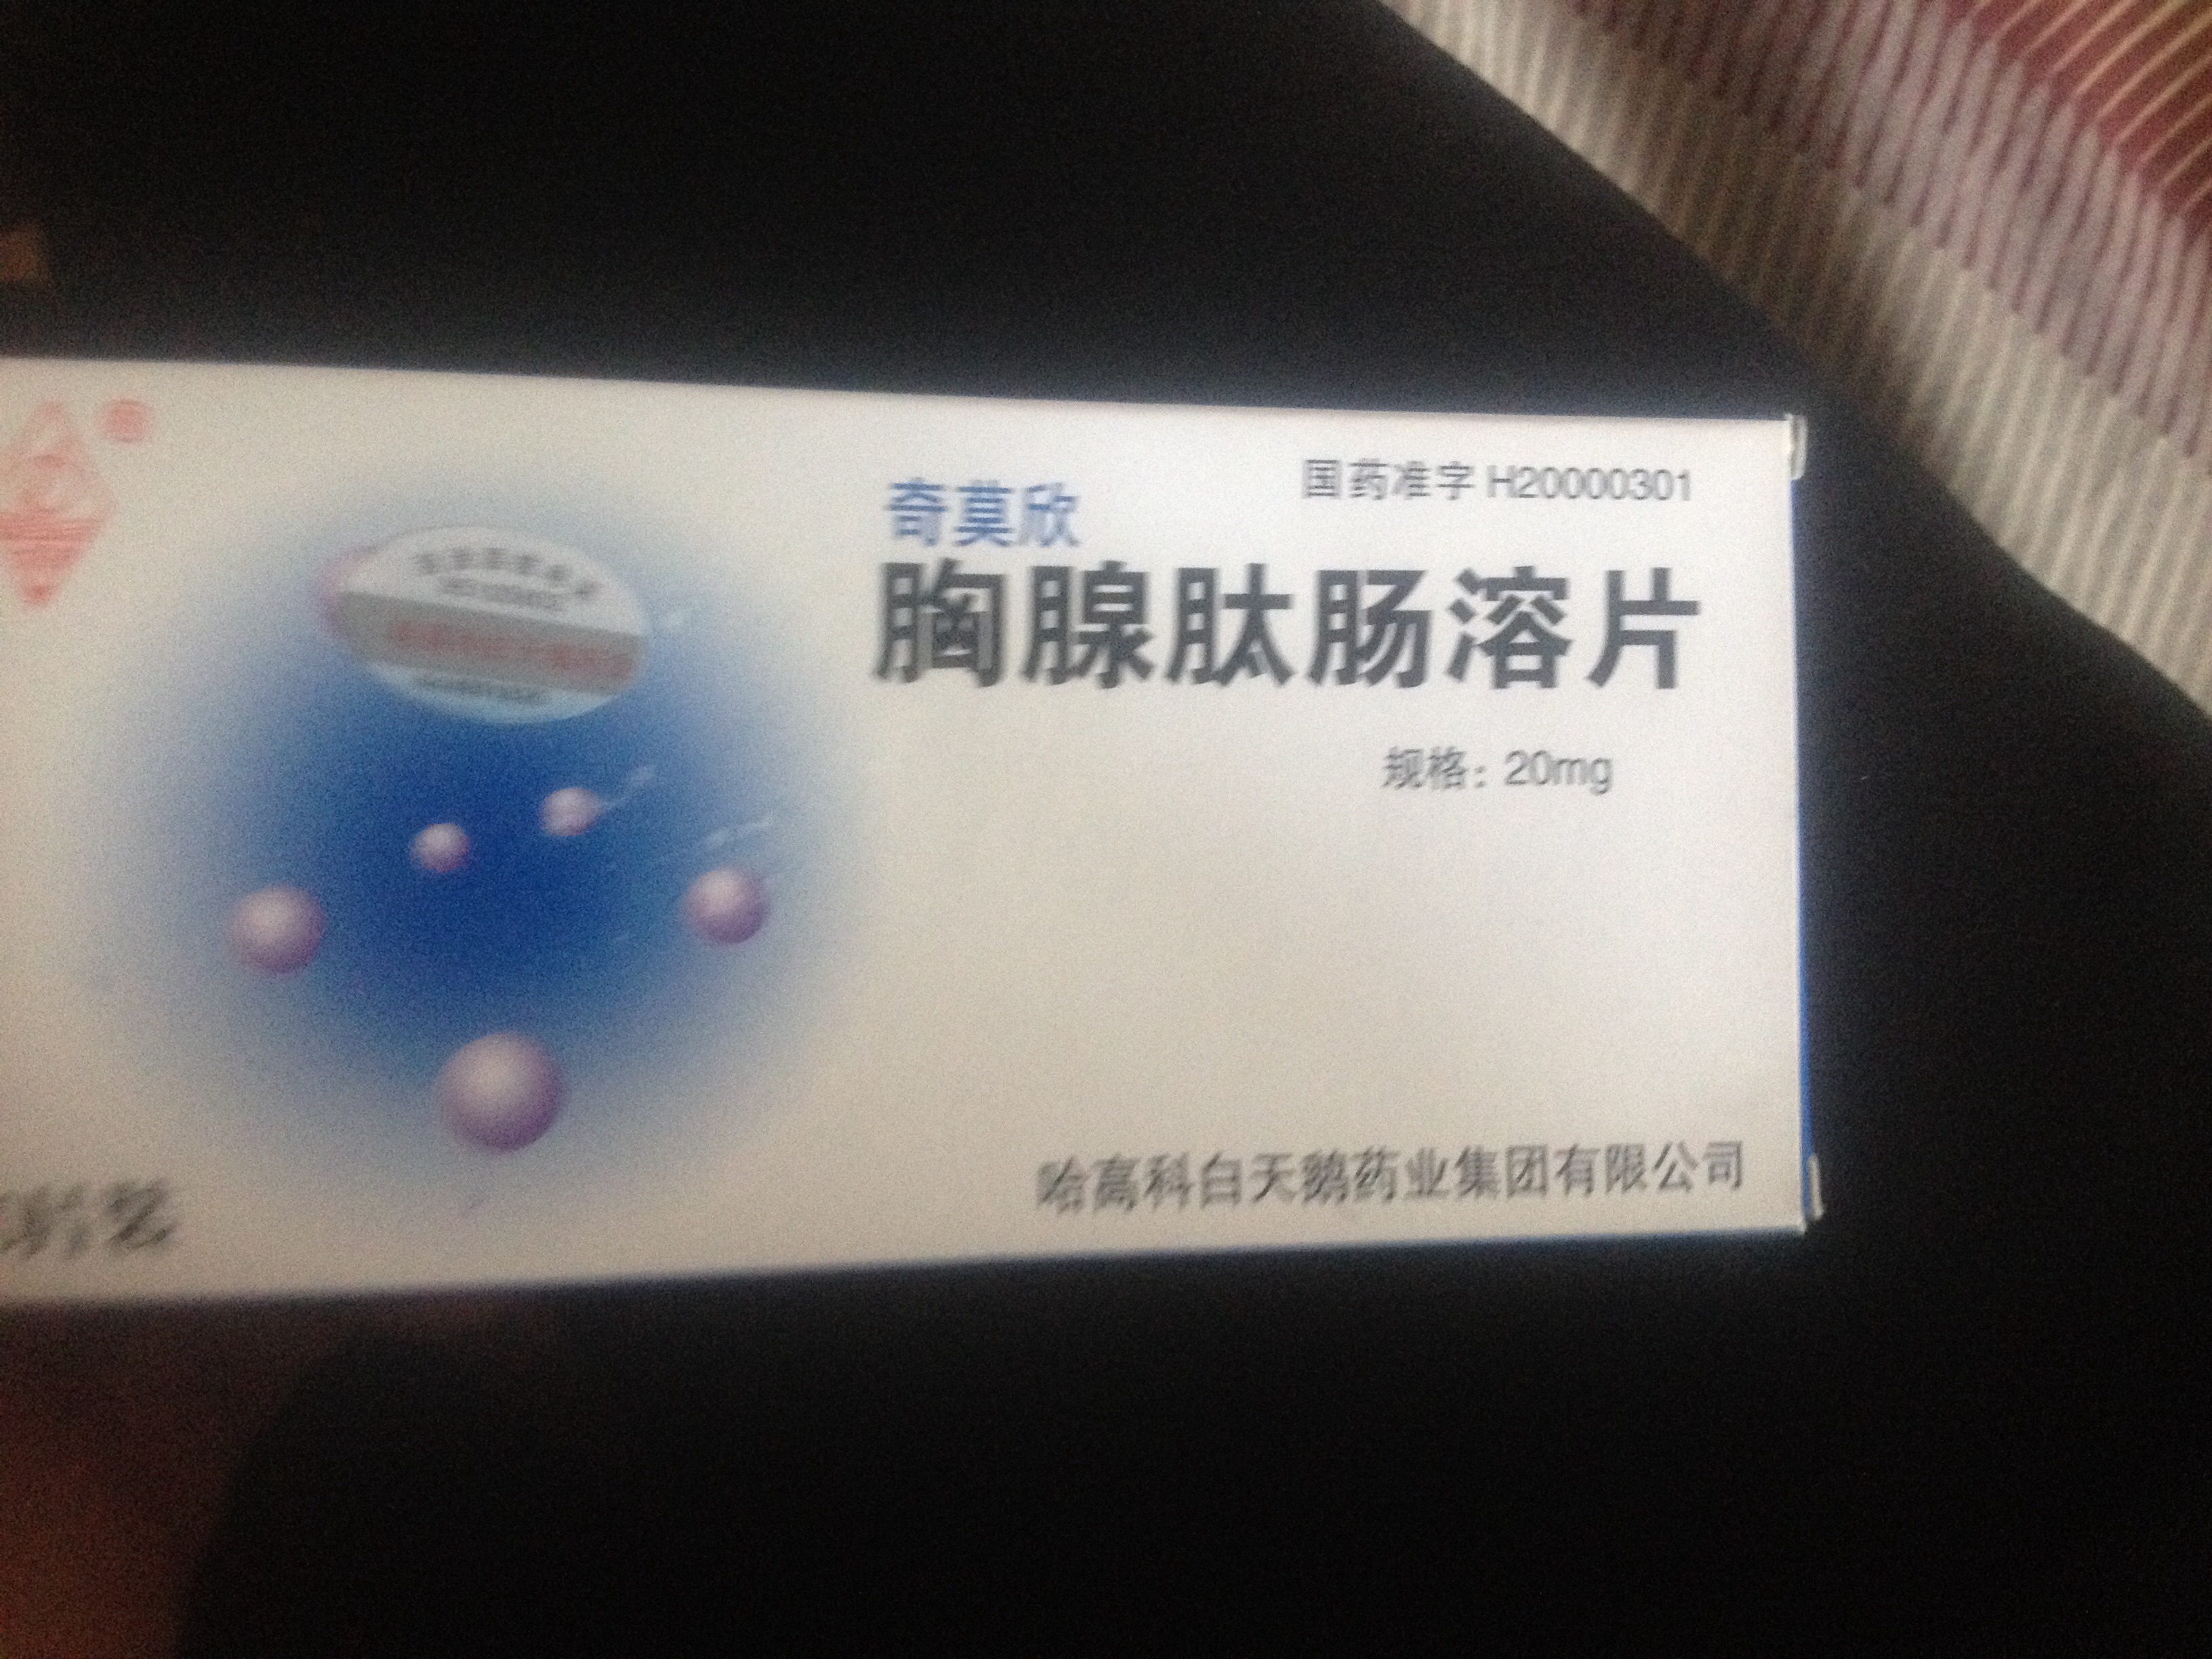 国药准字 H20000301
奇莫欣
胸腺肽肠溶片
规格：20mg
哈高科白天鹅药业集团有限公司